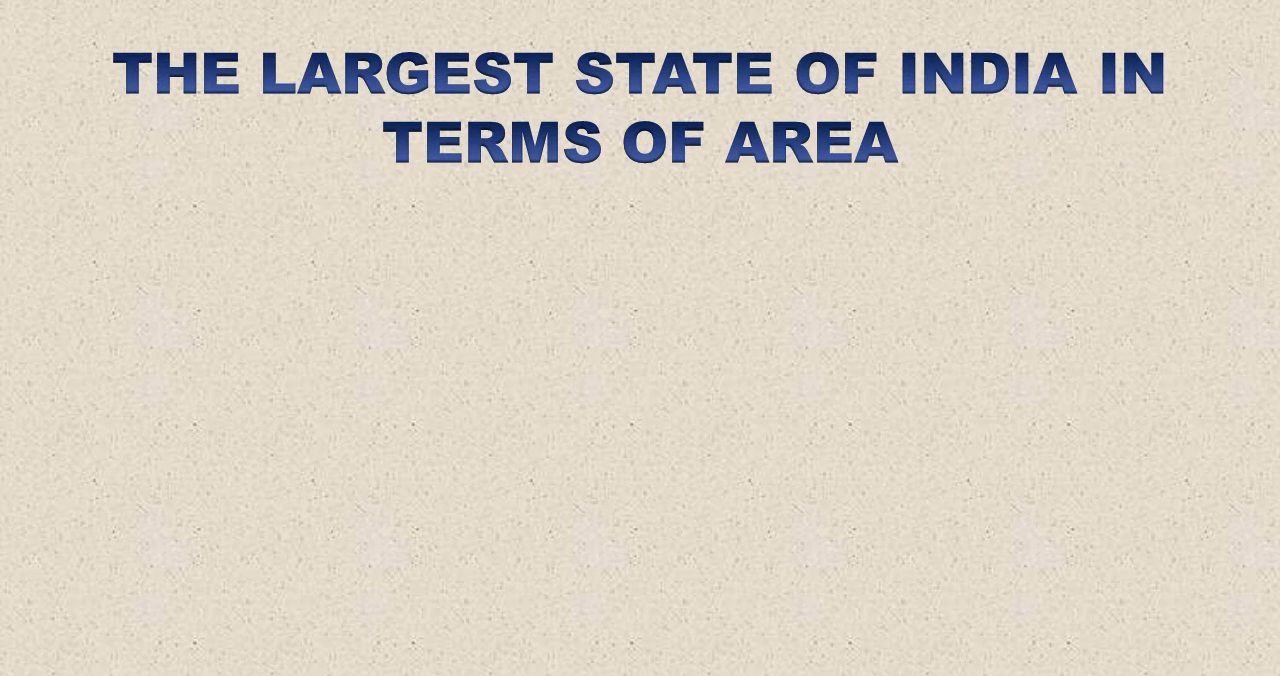 THE LARGEST STATE OF INDIA IN
TERMS OF AREA